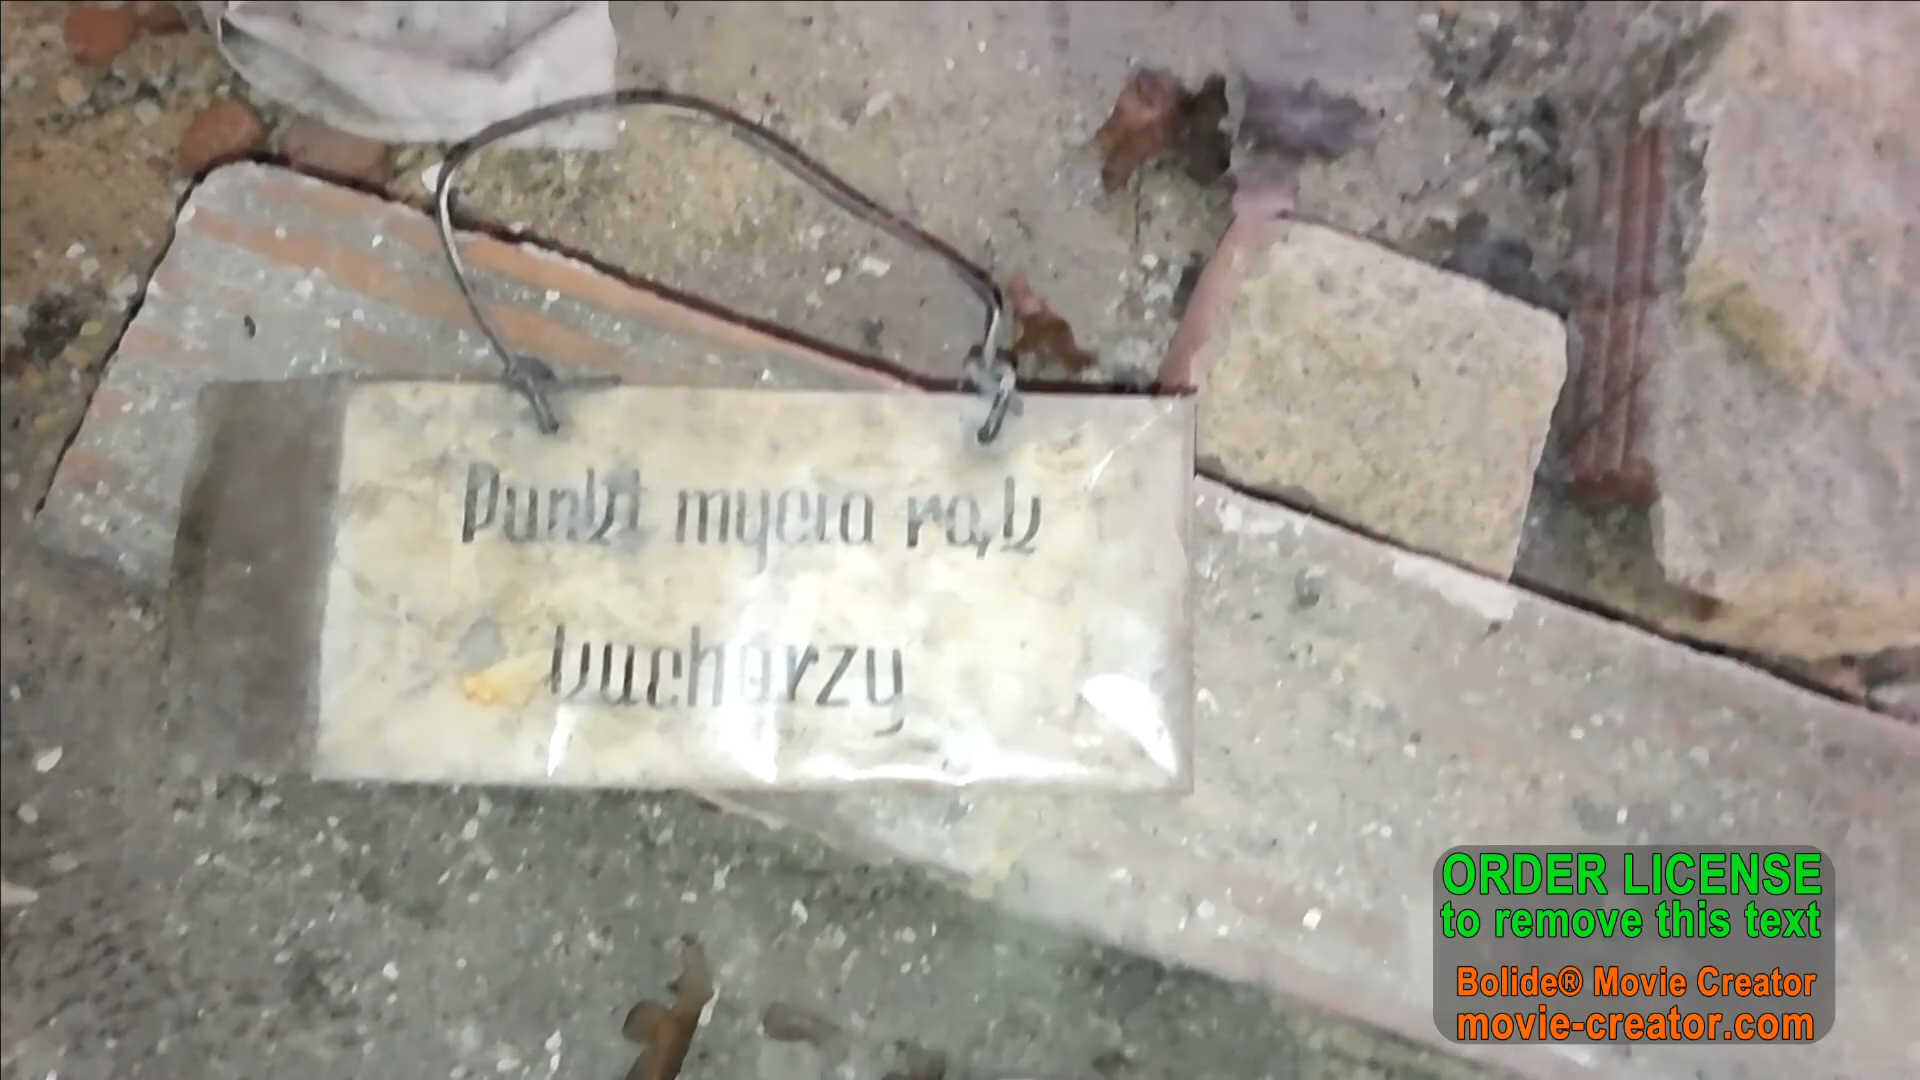 Punkt mycia rąk
kucharzy
ORDER LICENSE
to remove this text
Bolide® Movie Creator
movie-creator.com